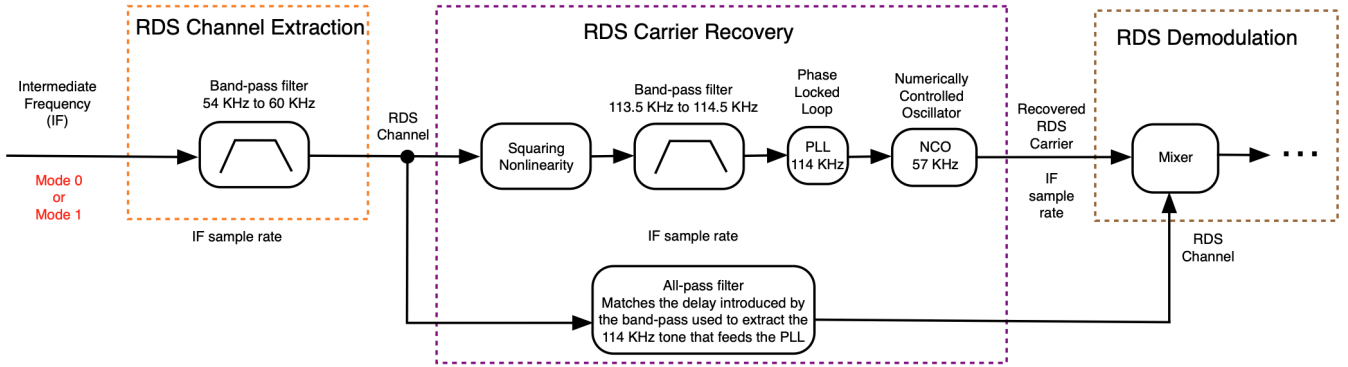 RDS Channel Extraction
RDS Carrier Recovery
RDS Demodulation
Intermediate
Frequency
(IF)
Mode 0
or
Mode 1
Band-pass filter
54 KHz to 60 KHz
IF sample rate
RDS
Channel
Squaring
Nonlinearity
Band-pass filter
113.5 KHz to 114.5 KHz
IF sample rate
Phase
Locked
Loop
PLL
114 KHz
Numerically
Controlled
Oscillator
NCO
57 KHz
Recovered
RDS
Carrier
IF
sample
rate
Mixer
...
RDS
Channel
All-pass filter
Matches the delay introduced by
the band-pass used to extract the
114 KHz tone that feeds the PLL